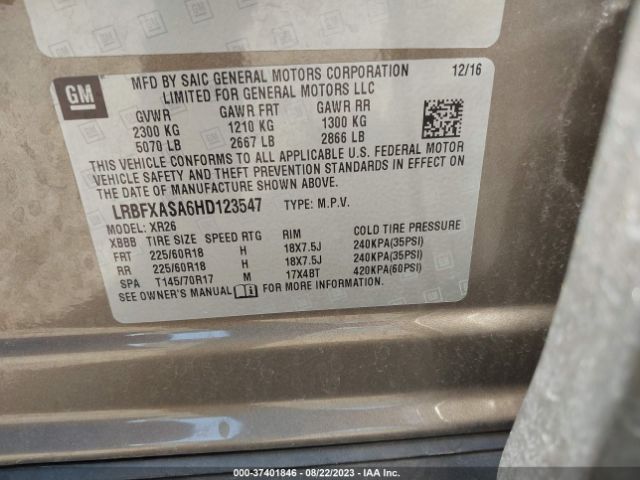 GM
MFD BY SAIC GENERAL MOTORS CORPORATION 12/16
LIMITED FOR GENERAL MOTORS LLC
GVWR GAWR FRT GAWR RR
2300 KG 1210 KG 1300 KG
5070 LB 2667 LB 2866 LB
THIS VEHICLE CONFORMS TO ALL APPLICABLE U.S. FEDERAL MOTOR
VEHICLE SAFETY AND THEFT PREVENTION STANDARDS IN EFFECT ON
THE DATE OF MANUFACTURE SHOWN ABOVE.
LRBFXASA6HD123547 TYPE: M.P.V.
MODEL: XR26
XBBB TIRE SIZE SPEED RTG RIM COLD TIRE PRESSURE
FRT 225/60R18 H 18X7.5J 240KPA(35PSI)
RR 225/60R18 H 18X7.5J 240KPA(35PSI)
SPA T145/70R17 M 17X4BT 420KPA(60PSI)
SEE OWNER'S MANUAL FOR MORE INFORMATION
000-37401846 - 08/22/2023 - IAA Inc.